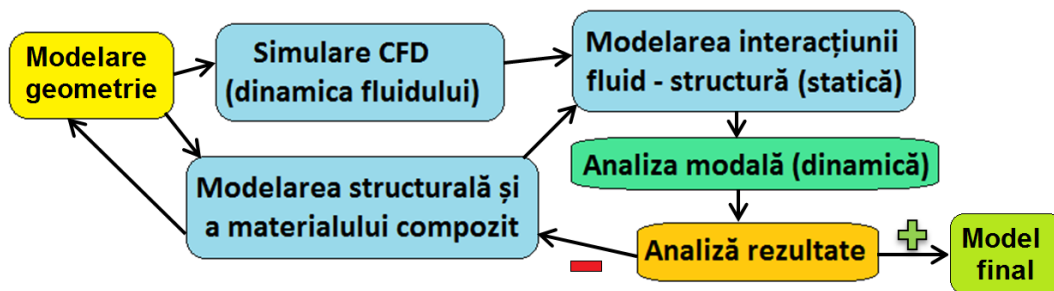 Modelare
geometrie
Simulare CFD
(dinamica fluidului)
Modelarea interacțiunii
fluid - structură (statică)
Modelarea structurală și
a materialului compozit
Analiza modală (dinamică)
Analiză rezultate
Model
final